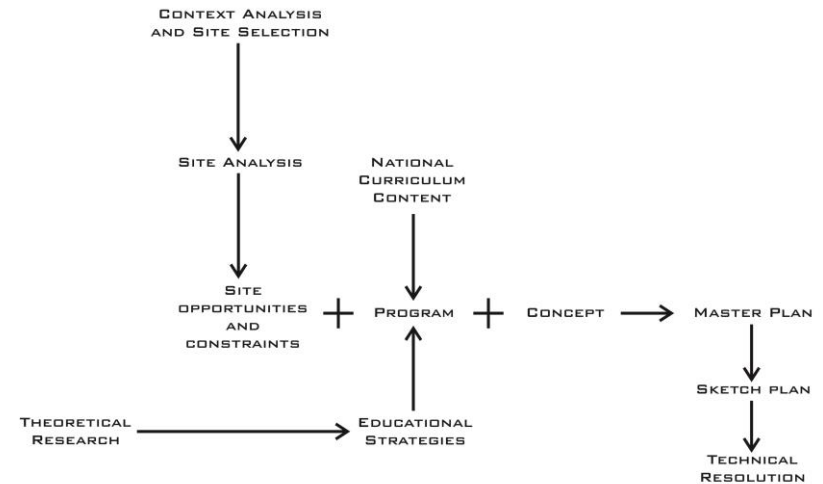 Context Analysis
and Site Selection
Site Analysis
National
Curriculum
Content
Site
opportunities
and
constraints
+
Program
+
Concept
Master Plan
Sketch plan
Theoretical
Research
Educational
Strategies
Technical
Resolution